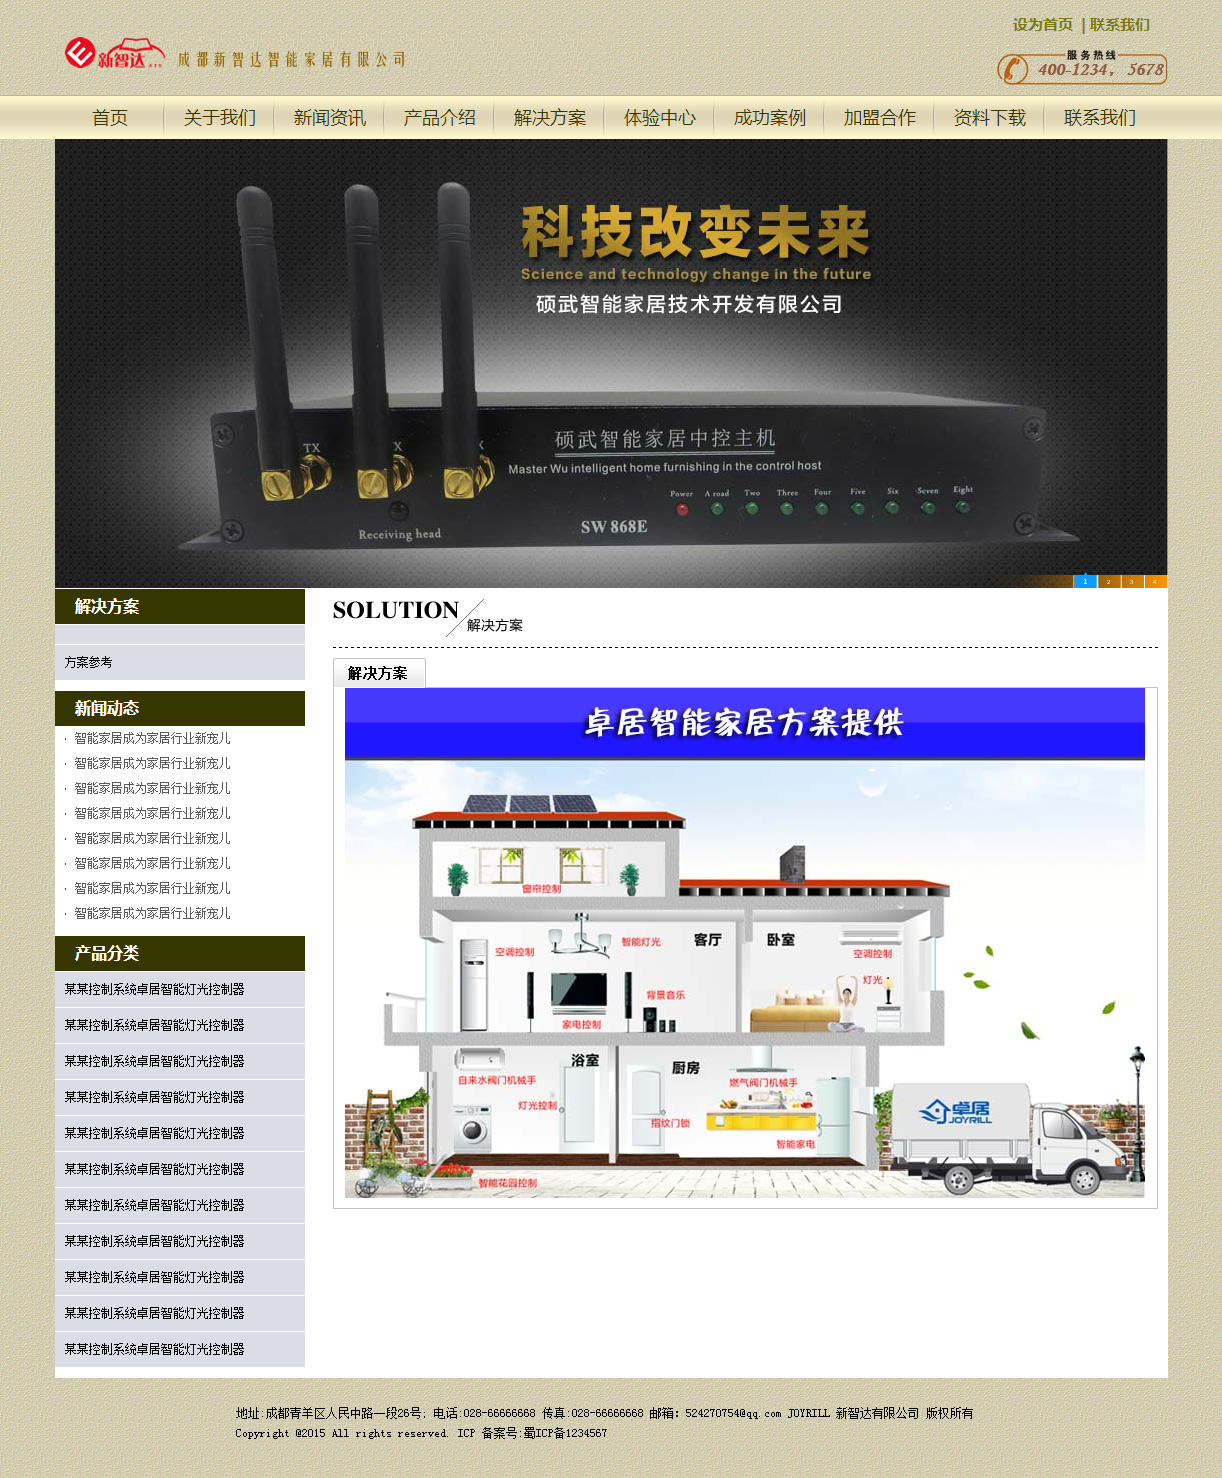 设为首页 | 联系我们
新智达 成都新智达智能家居有限公司
服务热线
400-1234, 5678
首页 关于我们 新闻资讯 产品介绍 解决方案 体验中心 成功案例 加盟合作 资料下载 联系我们
科技改变未来
Science and technology change in the future
硕武智能家居技术开发有限公司
TX
硕武智能家居中控主机
Master Wu intelligent home furnishing in the control host
Power A road Two Three Four Five Six Seven Eight
SW 868E
Receiving head
1 2 3 4
解决方案
方案参考
新闻动态
· 智能家居成为家居行业新宠儿
· 智能家居成为家居行业新宠儿
· 智能家居成为家居行业新宠儿
· 智能家居成为家居行业新宠儿
· 智能家居成为家居行业新宠儿
· 智能家居成为家居行业新宠儿
· 智能家居成为家居行业新宠儿
· 智能家居成为家居行业新宠儿
产品分类
某某控制系统卓居智能灯光控制器
某某控制系统卓居智能灯光控制器
某某控制系统卓居智能灯光控制器
某某控制系统卓居智能灯光控制器
某某控制系统卓居智能灯光控制器
某某控制系统卓居智能灯光控制器
某某控制系统卓居智能灯光控制器
某某控制系统卓居智能灯光控制器
某某控制系统卓居智能灯光控制器
某某控制系统卓居智能灯光控制器
某某控制系统卓居智能灯光控制器
SOLUTION
解决方案
解决方案
卓居智能家居方案提供
窗帘控制
空调控制
智能灯光
客厅
卧室
空调控制
灯光
背景音乐
家电控制
浴室
厨房
自来水阀门机械手
燃气阀门机械手
灯光控制
指纹门锁
智能家电
智能花园控制
卓居
JOYRILL
地址:成都青羊区人民中路一段26号; 电话:028-66666668 传真:028-66666668 邮箱: 524270754@qq.com JOYRILL 新智达有限公司 版权所有
Copyright @2015 All rights reserved. ICP 备案号:蜀ICP备1234567